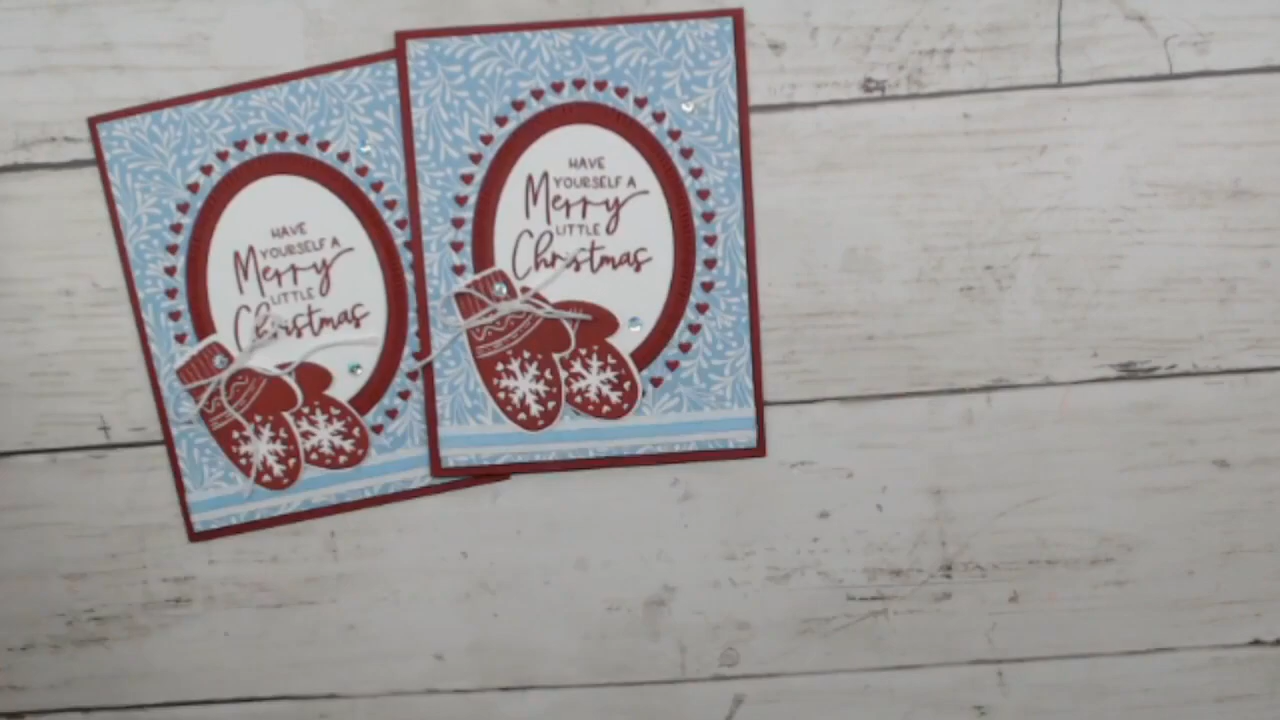 HAVE
YOURSELF A
Merry
LITTLE
Christmas
HAVE
YOURSELF A
Merry
LITTLE
Christmas